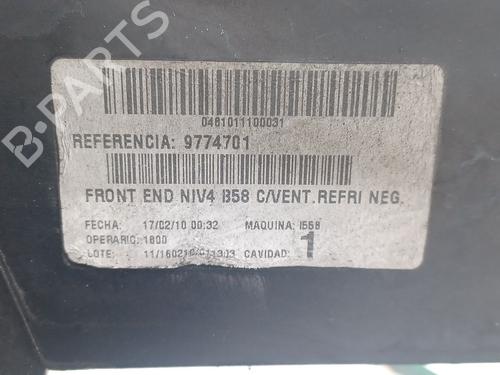 B-PARTS
0461011100031
REFERENCIA: 9774701
FRONT END NIV4 B58 C/VENT.REFRI NEG.
FECHA: 17/02/10 00:32 MAQUINA: I558
OPERARIO: 1800
LOTE: CAVIDAD: 1